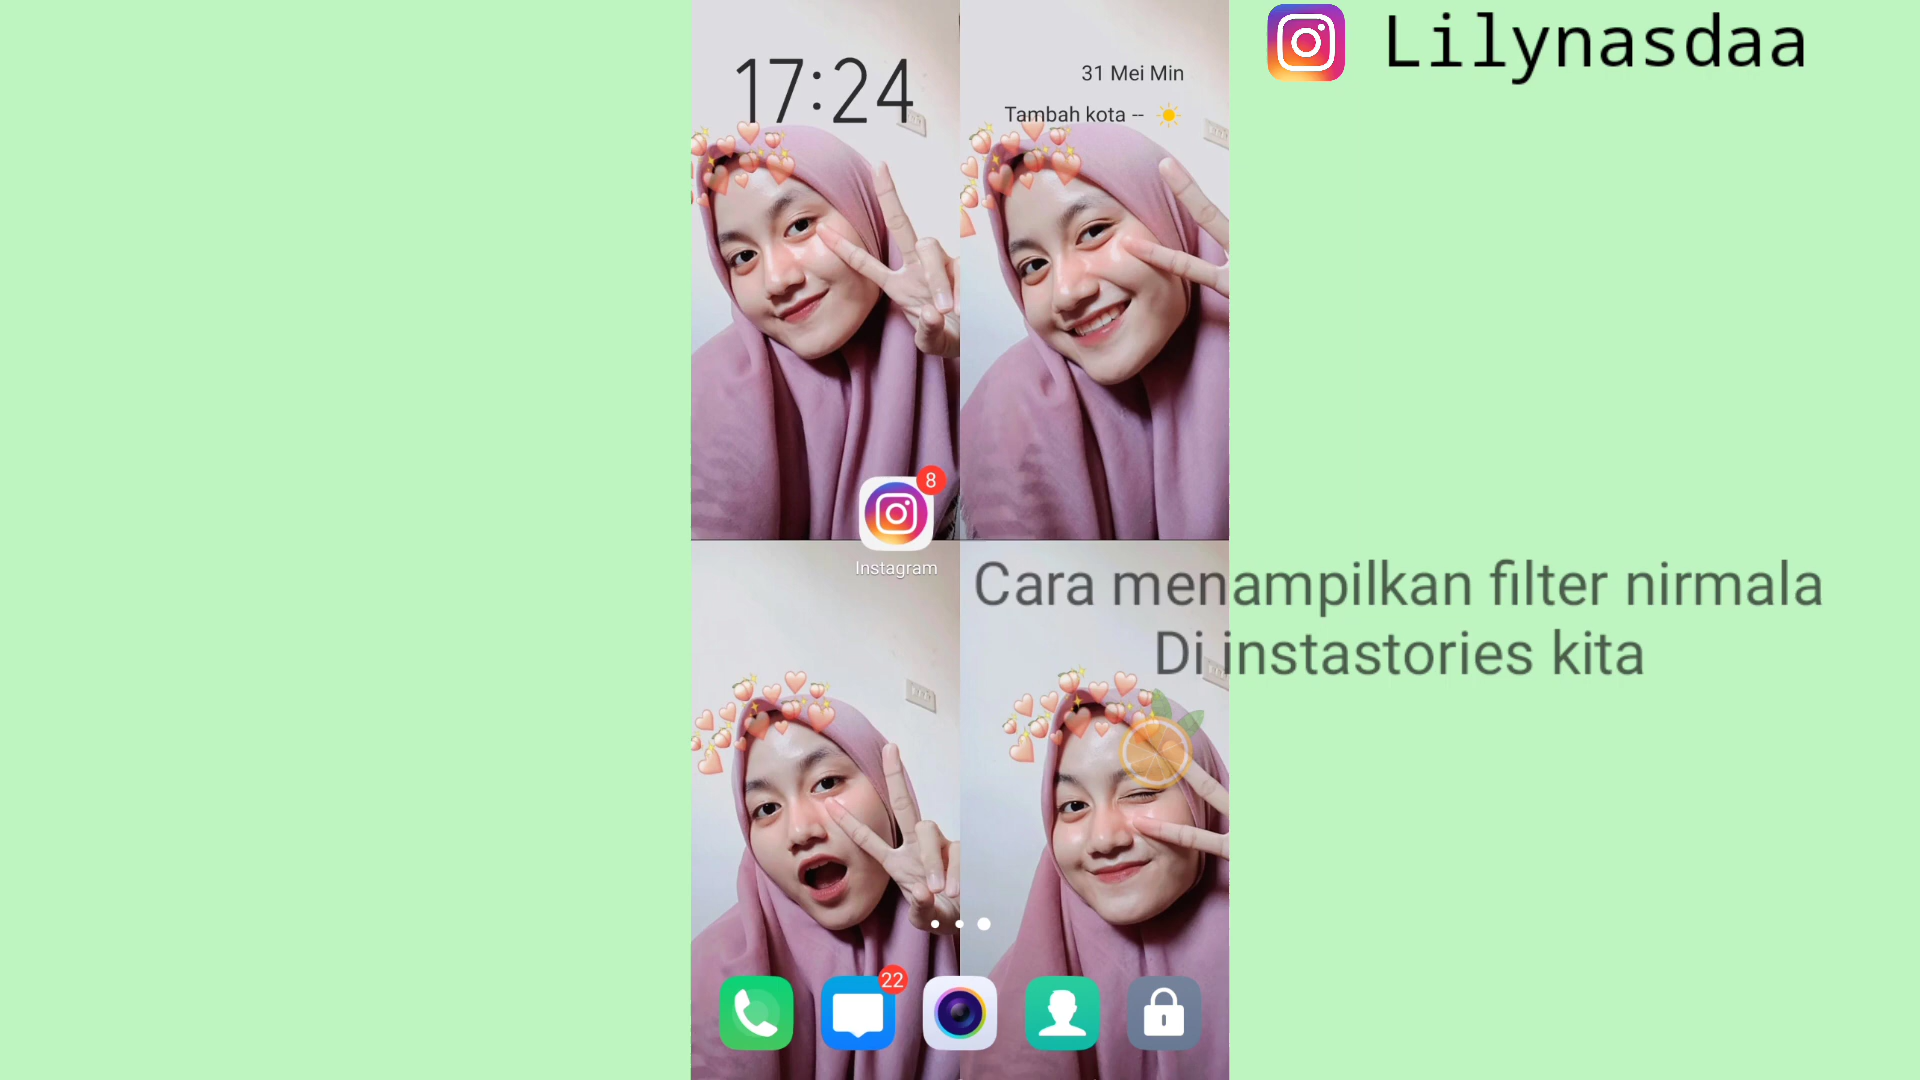 17:24
31 Mei Min
Tambah kota --
Lilynasdaa
8
Instagram
Cara menampilkan filter nirmala
Di instastories kita
22